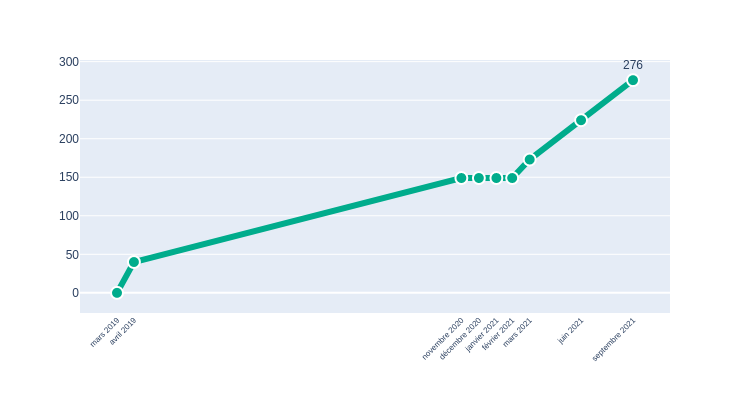 276
300
250
200
150
100
50
0
mars 2019
avril 2019
novembre 2020
décembre 2020
janvier 2021
février 2021
mars 2021
juin 2021
septembre 2021